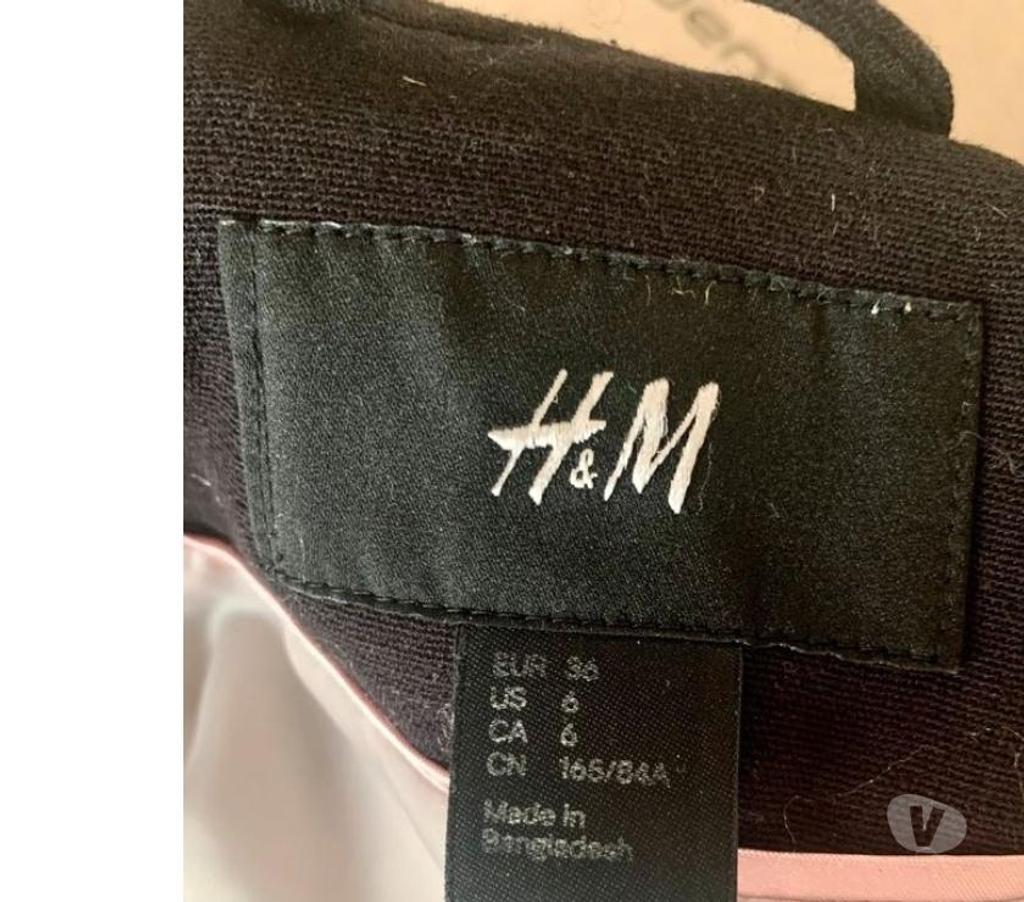 H&M
EUR 36
US 6
CA 6
CN 165/84A
Made in
Bangladesh
V